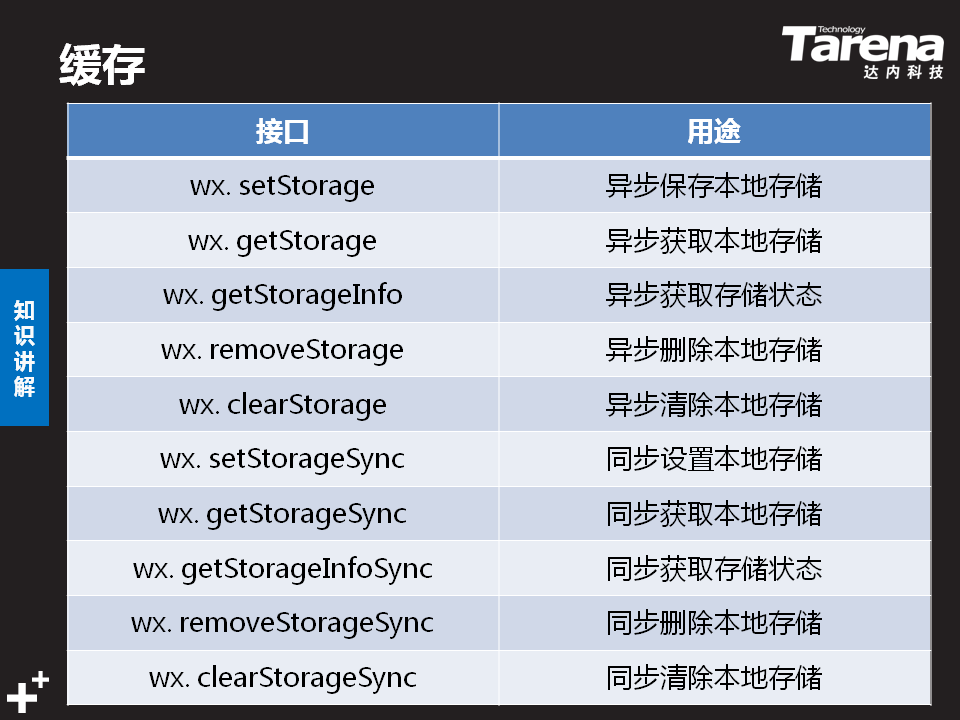 缓存
Technology
Tarena
达内科技
接口 用途
wx. setStorage 异步保存本地存储
wx. getStorage 异步获取本地存储
wx. getStorageInfo 异步获取存储状态
wx. removeStorage 异步删除本地存储
wx. clearStorage 异步清除本地存储
wx. setStorageSync 同步设置本地存储
wx. getStorageSync 同步获取本地存储
wx. getStorageInfoSync 同步获取存储状态
wx. removeStorageSync 同步删除本地存储
wx. clearStorageSync 同步清除本地存储
知识讲解